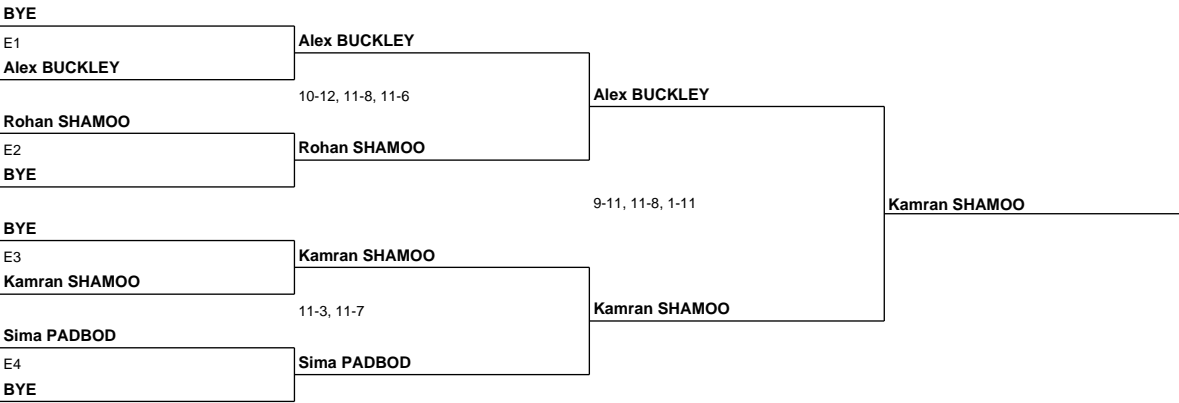 BYE
E1
Alex BUCKLEY
Alex BUCKLEY
10-12, 11-8, 11-6
Alex BUCKLEY
Rohan SHAMOO
E2
Rohan SHAMOO
BYE
9-11, 11-8, 1-11
Kamran SHAMOO
BYE
E3
Kamran SHAMOO
Kamran SHAMOO
11-3, 11-7
Kamran SHAMOO
Sima PADBOD
E4
Sima PADBOD
BYE